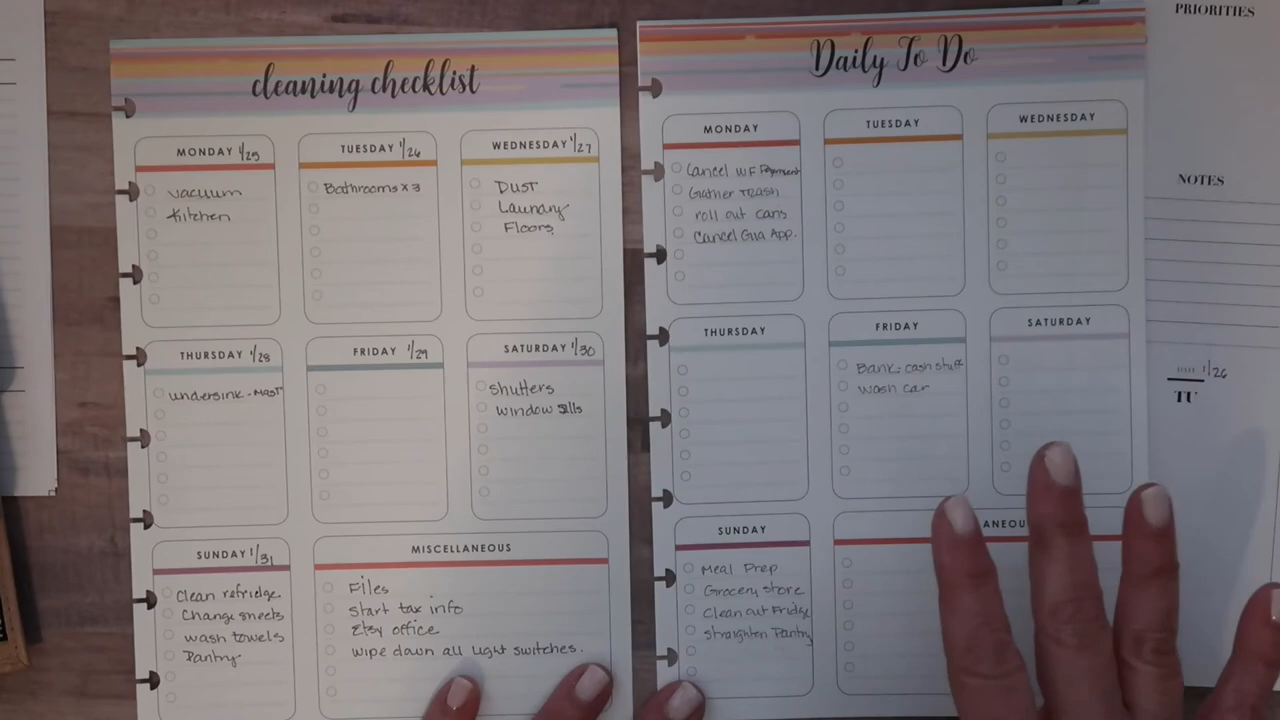 cleaning checklist
MONDAY 1/25
vacuum
Kitchen
TUESDAY 1/26
Bathrooms x 3
WEDNESDAY 1/27
DUST
Laundry
Floors
THURSDAY 1/28
undersink - Mast
FRIDAY 1/29
SATURDAY 1/30
shutters
window sills
SUNDAY 1/31
Clean refridge.
Change sheets
wash towels
Pantry
MISCELLANEOUS
Files
start tax info
Etsy office
wipe down all light switches.
Daily To Do
MONDAY
Cancel WF Payment
Gather TRASH
roll out cans
Cancel Gia App.
TUESDAY
WEDNESDAY
THURSDAY
FRIDAY
Bank: cash stuff
wash car
SATURDAY
SUNDAY
Meal Prep
Grocery store
Clean out Fridge
straighten Pantry
ANEOU
PRIORITIES
NOTES
1/26
TU